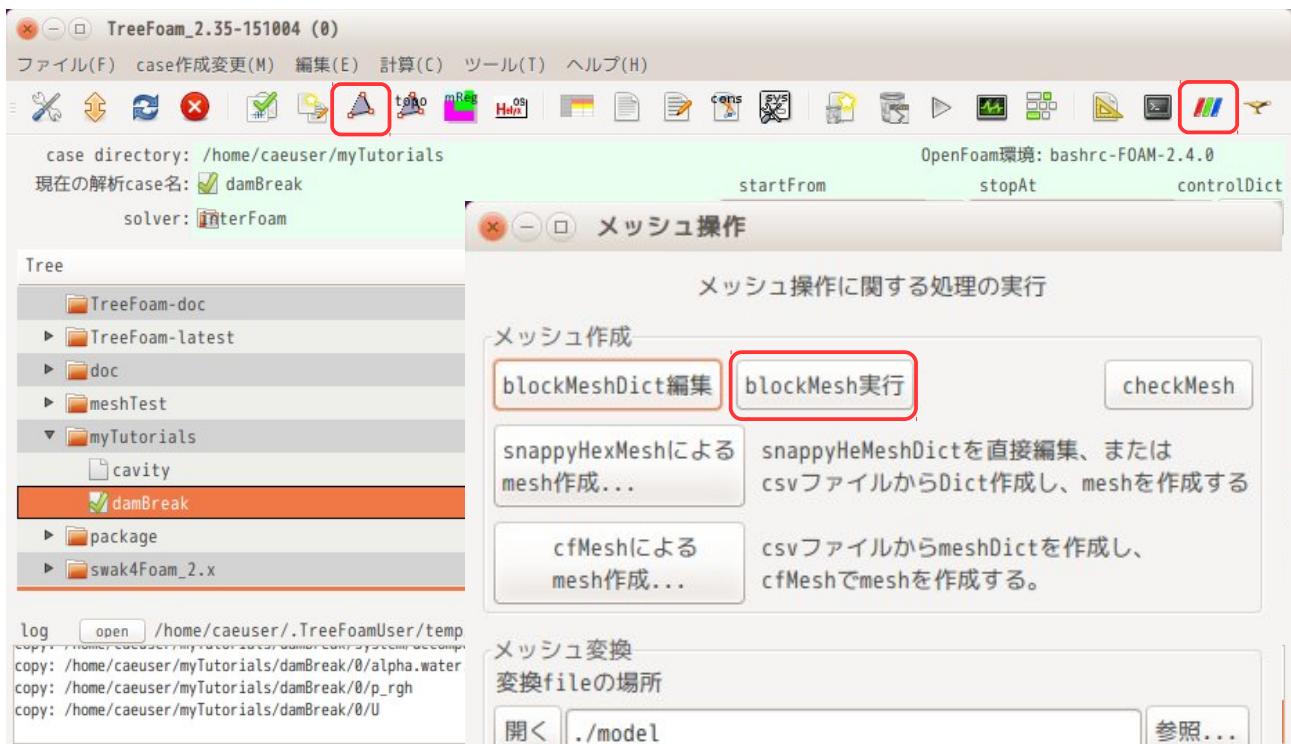 TreeFoam_2.35-151004 (0)
ファイル(F) case作成変更(M) 編集(E) 計算(C) ツール(T) ヘルプ(H)
topo mReg Helyx OS cons sys
case directory: /home/caeuser/myTutorials OpenFoam環境: bashrc-FOAM-2.4.0
現在の解析case名: damBreak startFrom stopAt controlDict
solver: interFoam
メッシュ操作
Tree
メッシュ操作に関する処理の実行
TreeFoam-doc
TreeFoam-latest
doc
meshTest
myTutorials
cavity
damBreak
package
swak4Foam_2.x
メッシュ作成
blockMeshDict編集 blockMesh実行 checkMesh
snappyHexMeshによる
mesh作成...
snappyHeMeshDictを直接編集、または
csvファイルからDict作成し、meshを作成する
cfMeshによる
mesh作成...
csvファイルからmeshDictを作成し、
cfMeshでmeshを作成する。
log open /home/caeuser/.TreeFoamUser/temp
copy: /home/caeuser/myTutorials/damBreak/0/alpha.water
copy: /home/caeuser/myTutorials/damBreak/0/p_rgh
copy: /home/caeuser/myTutorials/damBreak/0/U
メッシュ変換
変換fileの場所
開く ./model 参照...